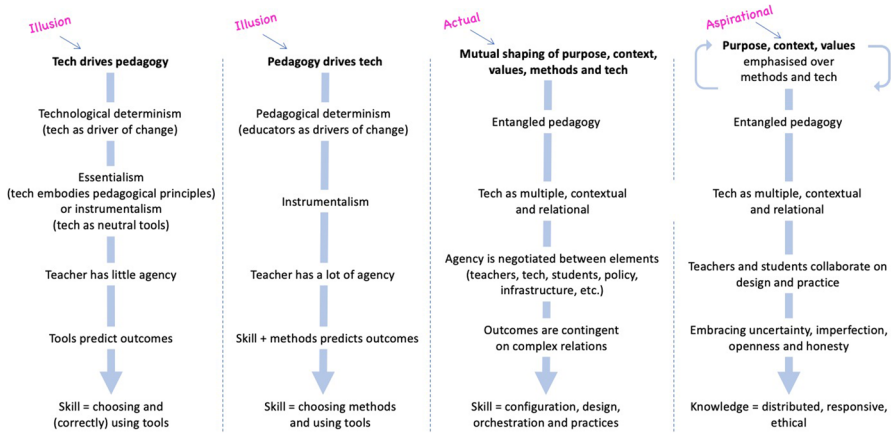 Illusion
Tech drives pedagogy
Technological determinism
(tech as driver of change)
Essentialism
(tech embodies pedagogical principles)
or instrumentalism
(tech as neutral tools)
Teacher has little agency
Tools predict outcomes
Skill = choosing and
(correctly) using tools
Illusion
Pedagogy drives tech
Pedagogical determinism
(educators as drivers of change)
Instrumentalism
Teacher has a lot of agency
Skill + methods predicts outcomes
Skill = choosing methods
and using tools
Actual
Mutual shaping of purpose, context,
values, methods and tech
Entangled pedagogy
Tech as multiple, contextual
and relational
Agency is negotiated between elements
(teachers, tech, students, policy,
infrastructure, etc.)
Outcomes are contingent
on complex relations
Skill = configuration, design,
orchestration and practices
Aspirational
Purpose, context, values
emphasised over
methods and tech
Entangled pedagogy
Tech as multiple, contextual
and relational
Teachers and students collaborate on
design and practice
Embracing uncertainty, imperfection,
openness and honesty
Knowledge = distributed, responsive,
ethical